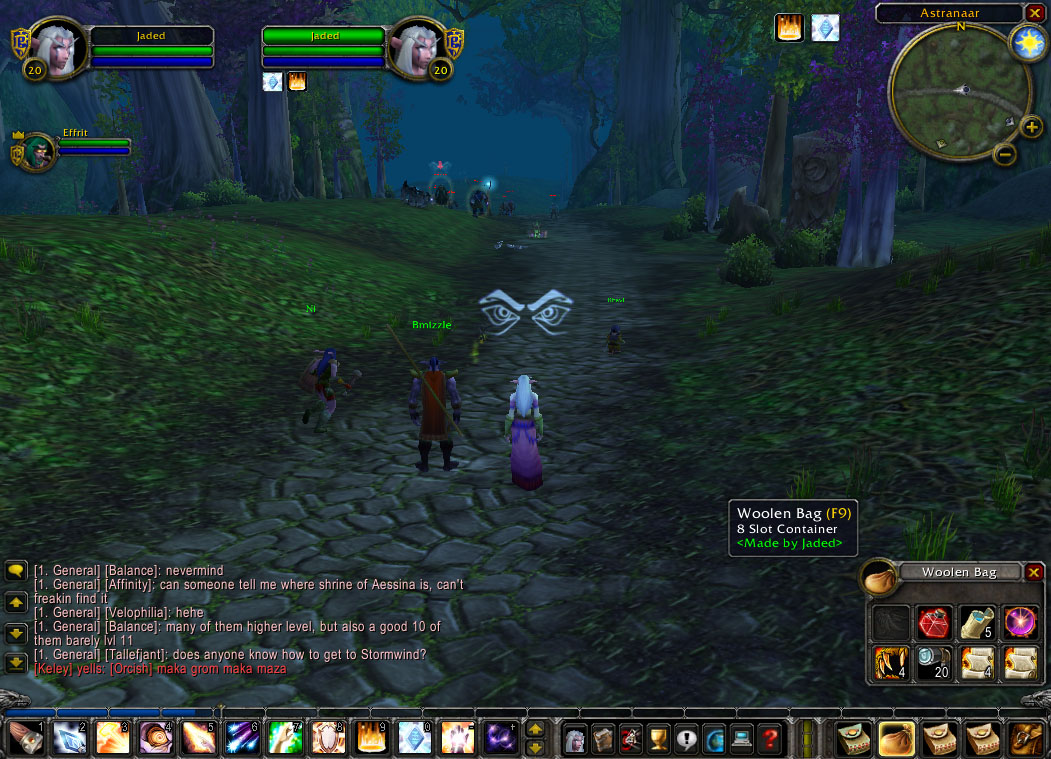 Jaded
20
Jaded
20
Astranaar
N
Effrit
Ni
Bmizzle
Woolen Bag (F9)
8 Slot Container
<Made by Jaded>
Woolen Bag
5
4
20
4
[1. General] [Balance]: nevermind
[1. General] [Affinity]: can someone tell me where shrine of Aessina is, can't
freakin find it
[1. General] [Velophilia]: hehe
[1. General] [Balance]: many of them higher level, but also a good 10 of
them barely lvl 11
[1. General] [Tallefjant]: does anyone know how to get to Stormwind?
[Keley] yells: [Orcish] maka grom maka maza
1 2 3 4 5 6 7 8 9 0 - +